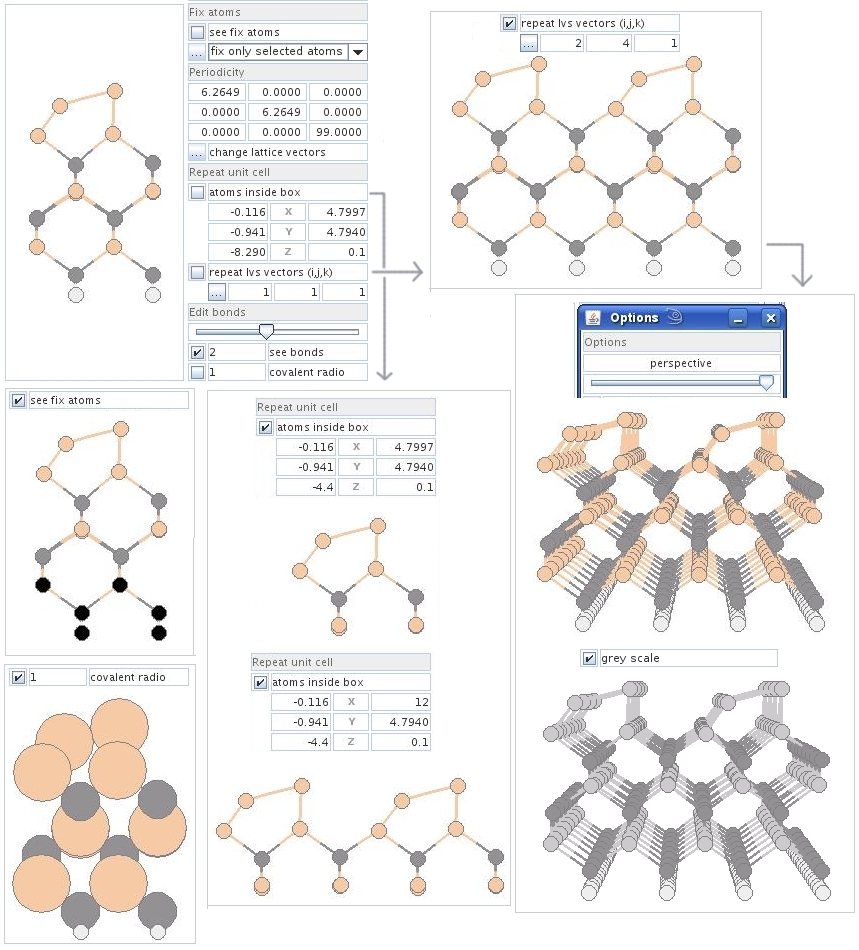 Fix atoms
see fix atoms
... fix only selected atoms
Periodicity
6.2649 0.0000 0.0000
0.0000 6.2649 0.0000
0.0000 0.0000 99.0000
... change lattice vectors
Repeat unit cell
atoms inside box
-0.116 X 4.7997
-0.941 Y 4.7940
-8.290 Z 0.1
repeat lvs vectors (i,j,k)
... 1 1 1
Edit bonds
2 see bonds
1 covalent radio
repeat lvs vectors (i,j,k)
... 2 4 1
Options
Options
perspective
see fix atoms
Repeat unit cell
atoms inside box
-0.116 X 4.7997
-0.941 Y 4.7940
-4.4 Z 0.1
Repeat unit cell
atoms inside box
-0.116 X 12
-0.941 Y 4.7940
-4.4 Z 0.1
grey scale
1 covalent radio